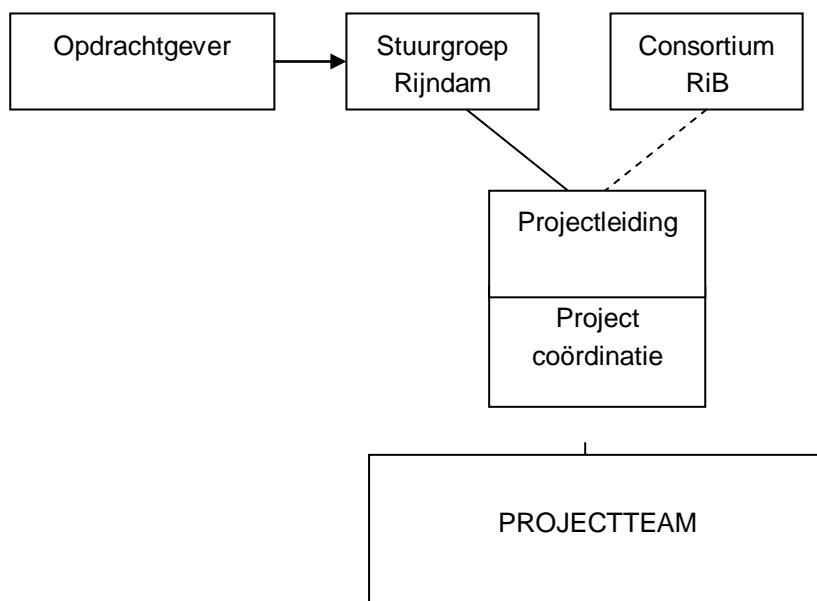 Opdrachtgever
Stuurgroep
Rijndam
Consortium
RiB
Projectleiding
Project
coördinatie
PROJECTTEAM